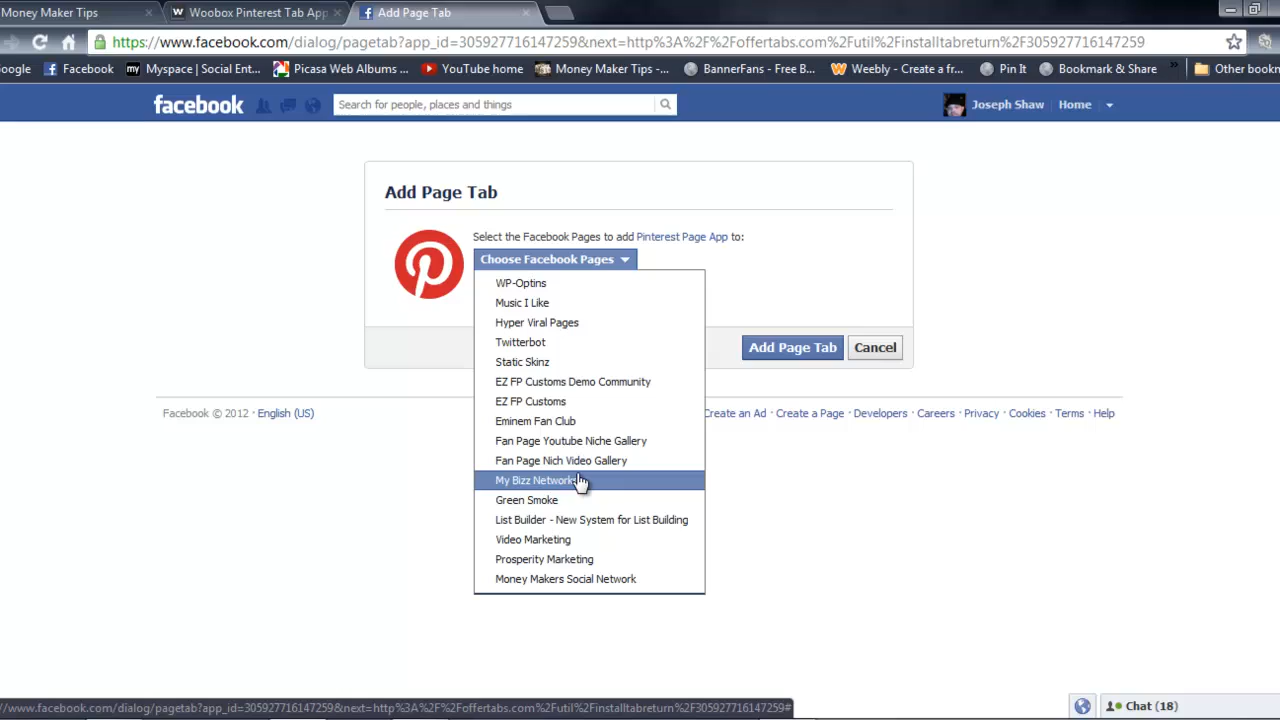 Money Maker Tips
Woobox Pinterest Tab App
Add Page Tab
https://www.facebook.com/dialog/pagetab?app_id=305927716147259&next=http%3A%2F%2Foffertabs.com%2Futil%2Finstalltabreturn%2F305927716147259
oogle
Facebook
Myspace | Social Ent...
Picasa Web Albums ...
YouTube home
Money Maker Tips -...
BannerFans - Free B...
Weebly - Create a fr...
Pin It
Bookmark & Share
Other bookm
facebook
Search for people, places and things
Joseph Shaw
Home
Add Page Tab
Select the Facebook Pages to add Pinterest Page App to:
Choose Facebook Pages
WP-Optins
Music I Like
Hyper Viral Pages
Twitterbot
Static Skinz
EZ FP Customs Demo Community
EZ FP Customs
Eminem Fan Club
Fan Page Youtube Niche Gallery
Fan Page Nich Video Gallery
My Bizz Network
Green Smoke
List Builder - New System for List Building
Video Marketing
Prosperity Marketing
Money Makers Social Network
Add Page Tab
Cancel
Facebook © 2012 · English (US)
Create an Ad · Create a Page · Developers · Careers · Privacy · Cookies · Terms · Help
//www.facebook.com/dialog/pagetab?app_id=305927716147259&next=http%3A%2F%2Foffertabs.com%2Futil%2Finstalltabreturn%2F305927716147259#
Chat (18)